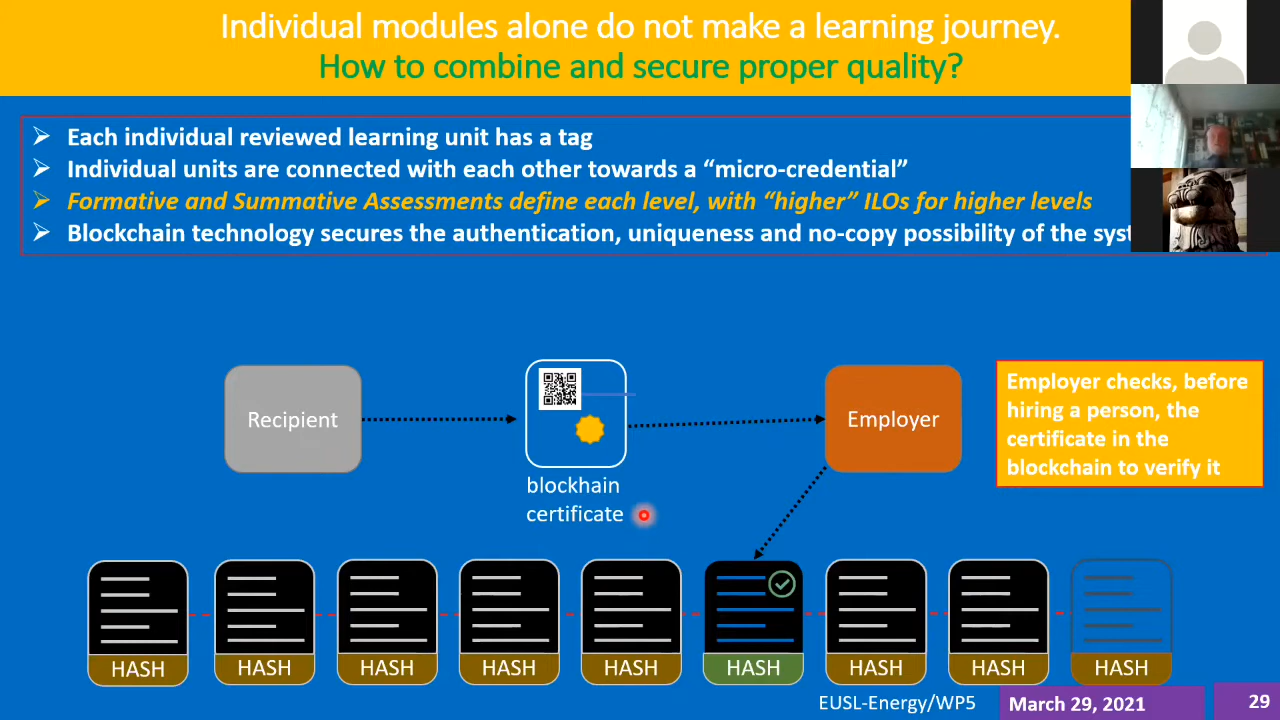 Individual modules alone do not make a learning journey.
How to combine and secure proper quality?
Each individual reviewed learning unit has a tag
Individual units are connected with each other towards a “micro-credential”
Formative and Summative Assessments define each level, with “higher” ILOs for higher levels
Blockchain technology secures the authentication, uniqueness and no-copy possibility of the
Recipient
blockhain
certificate
Employer
Employer checks, before
hiring a person, the
certificate in the
blockchain to verify it
HASH
HASH
HASH
HASH
HASH
HASH
HASH
HASH
HASH
EUSL-Energy/WP5
March 29, 2021
29